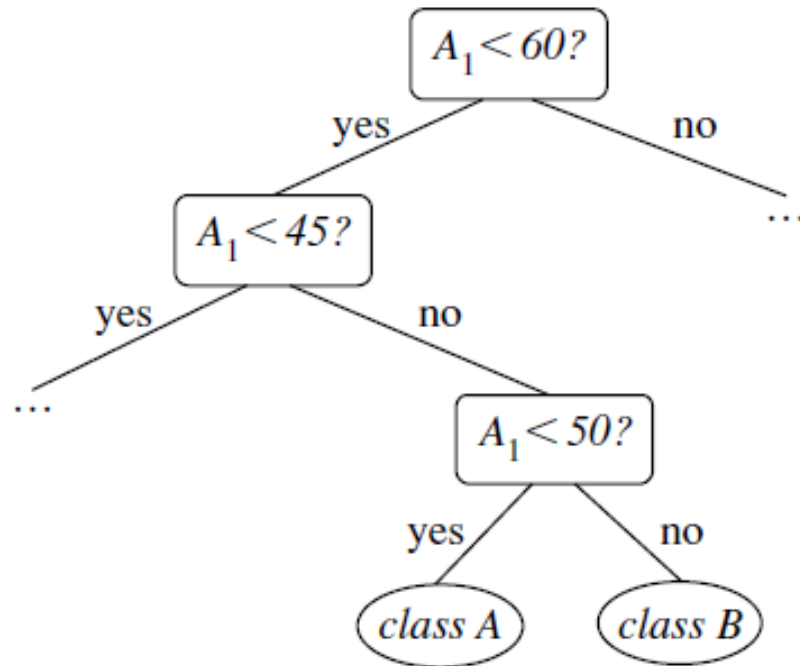 A₁ < 60?
yes
no
A₁ < 45?
...
yes
no
...
A₁ < 50?
yes
no
class A
class B